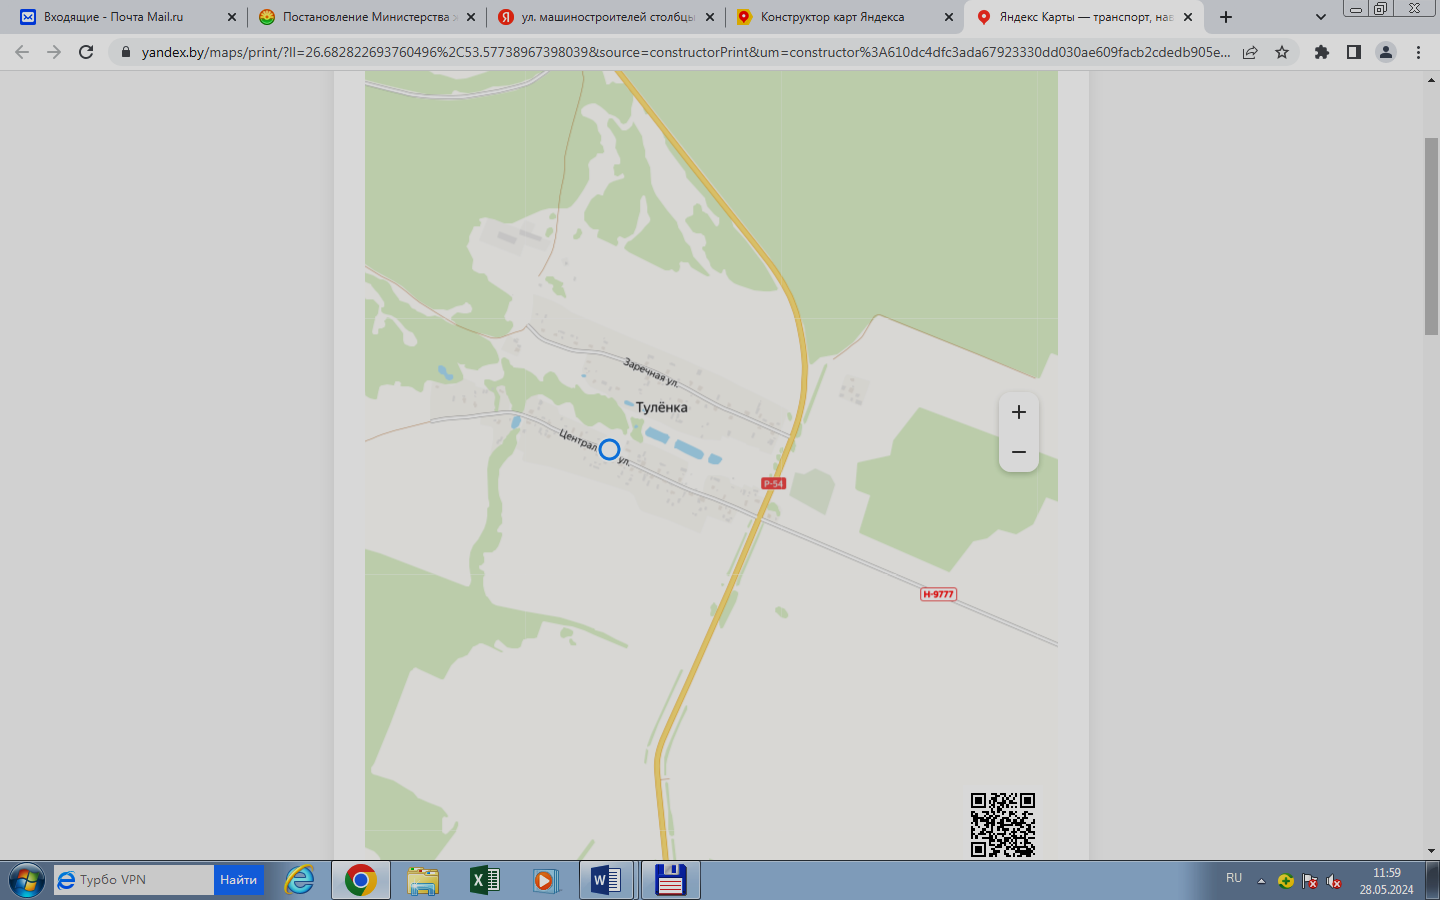 Входящие - Почта Mail.ru
Постановление Министерства
ул. машиностроителей столбцы
Конструктор карт Яндекса
Яндекс Карты — транспорт, нав
yandex.by/maps/print/?ll=26.682822693760496%2C53.57738967398039&source=constructorPrint&um=constructor%3A610dc4dfc3ada67923330dd030ae609facb2cdedb905e...
Заречная ул.
Тулёнка
Централ ул.
P-54
H-9777
+
−
Турбо VPN
Найти
RU
11:59
28.05.2024